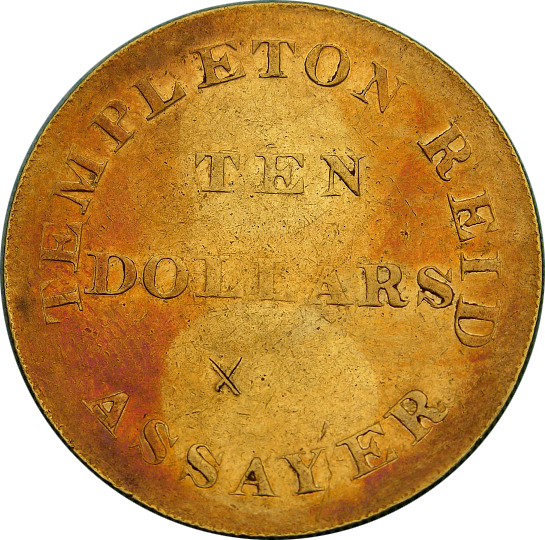 TEMPLETON REID
TEN
DOLLARS
X
ASSAYER